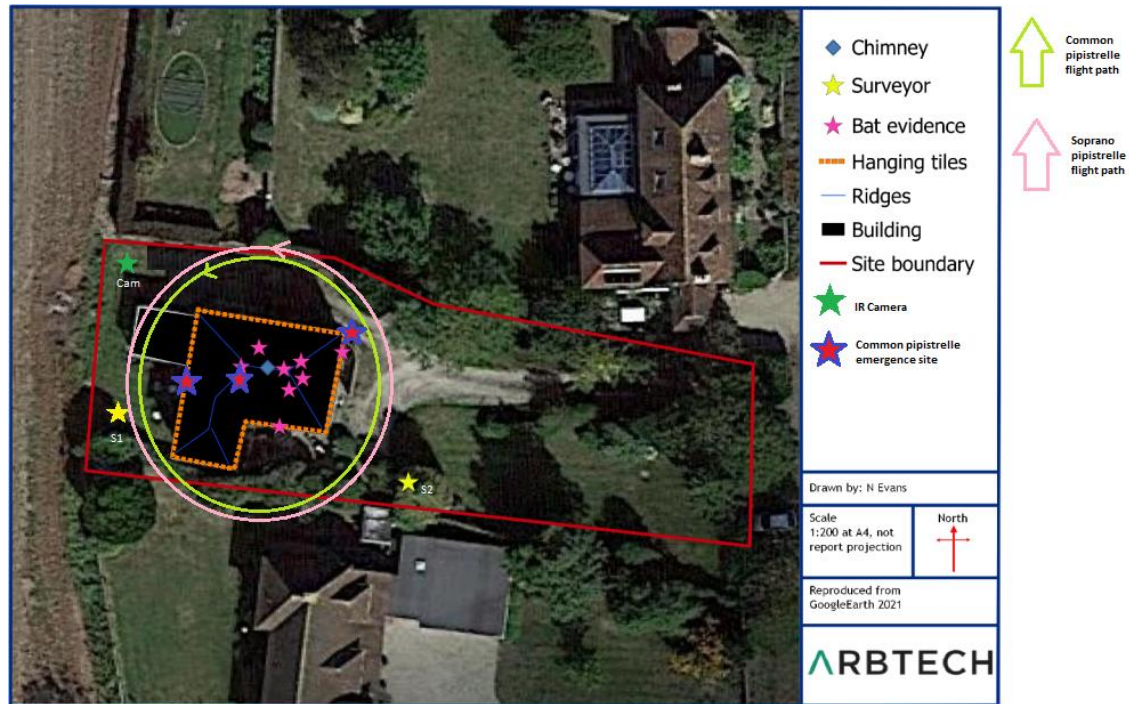 Chimney
Surveyor
Bat evidence
Hanging tiles
Ridges
Building
Site boundary
IR Camera
Common pipistrelle
emergence site
Common
pipistrelle
flight path
Soprano
pipistrelle
flight path
Cam
S1
S2
Drawn by: N Evans
Scale
1:200 at A4, not
report projection
North
Reproduced from
GoogleEarth 2021
ARBTECH